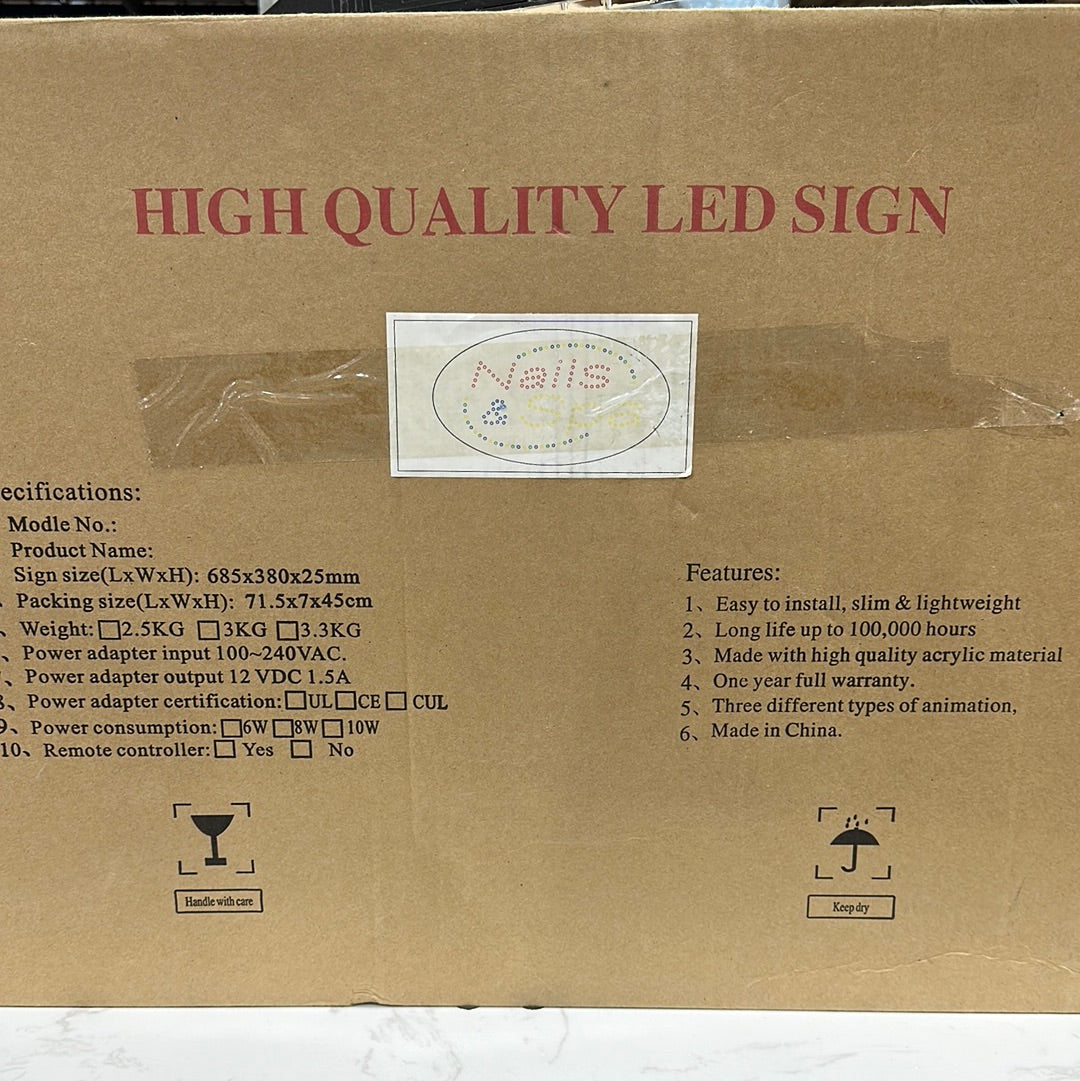 HIGH QUALITY LED SIGN
Nails
& Spa
ecifications:
Modle No.:
Product Name:
Sign size(LxWxH): 685x380x25mm
、Packing size(LxWxH): 71.5x7x45cm
、Weight:□2.5KG □3KG □3.3KG
、Power adapter input 100~240VAC.
、Power adapter output 12 VDC 1.5A
8、Power adapter certification:□UL□CE□ CUL
9、Power consumption:□6W□8W□10W
10、Remote controller:□ Yes □ No
Features:
1、Easy to install, slim & lightweight
2、Long life up to 100,000 hours
3、Made with high quality acrylic material
4、One year full warranty.
5、Three different types of animation,
6、Made in China.
Handle with care
Keep dry